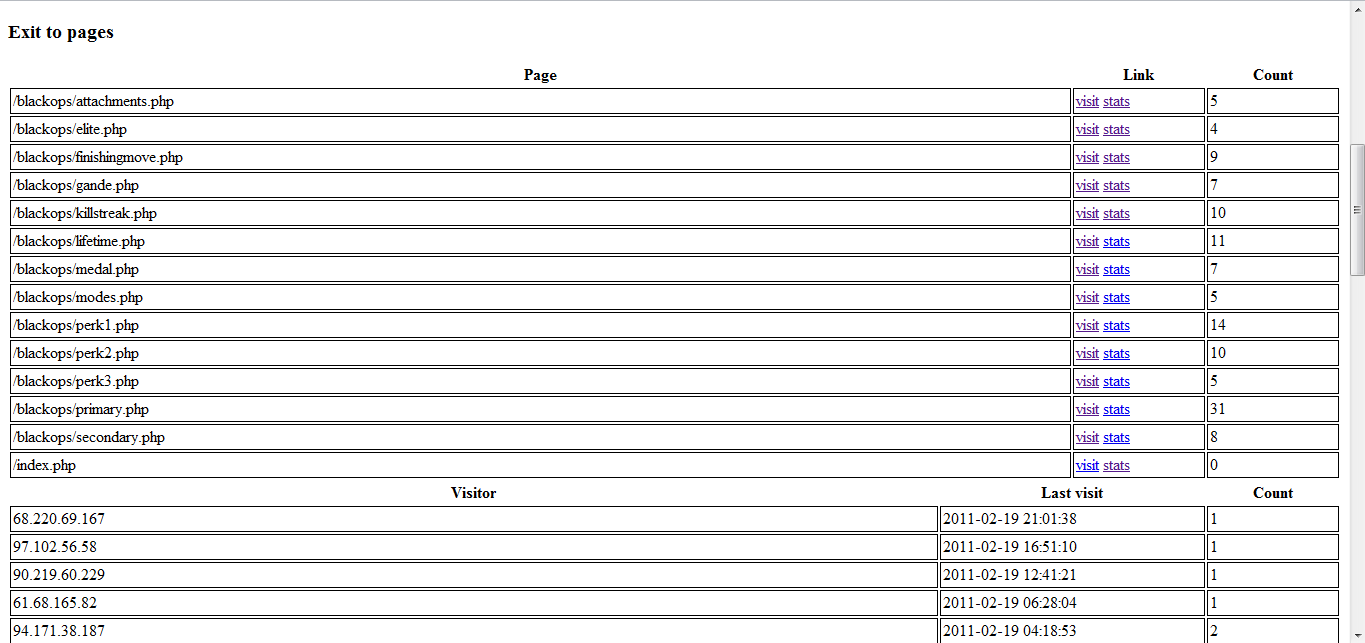 Exit to pages
Page Link Count
/blackops/attachments.php visit stats 5
/blackops/elite.php visit stats 4
/blackops/finishingmove.php visit stats 9
/blackops/gande.php visit stats 7
/blackops/killstreak.php visit stats 10
/blackops/lifetime.php visit stats 11
/blackops/medal.php visit stats 7
/blackops/modes.php visit stats 5
/blackops/perk1.php visit stats 14
/blackops/perk2.php visit stats 10
/blackops/perk3.php visit stats 5
/blackops/primary.php visit stats 31
/blackops/secondary.php visit stats 8
/index.php visit stats 0
Visitor Last visit Count
68.220.69.167 2011-02-19 21:01:38 1
97.102.56.58 2011-02-19 16:51:10 1
90.219.60.229 2011-02-19 12:41:21 1
61.68.165.82 2011-02-19 06:28:04 1
94.171.38.187 2011-02-19 04:18:53 2